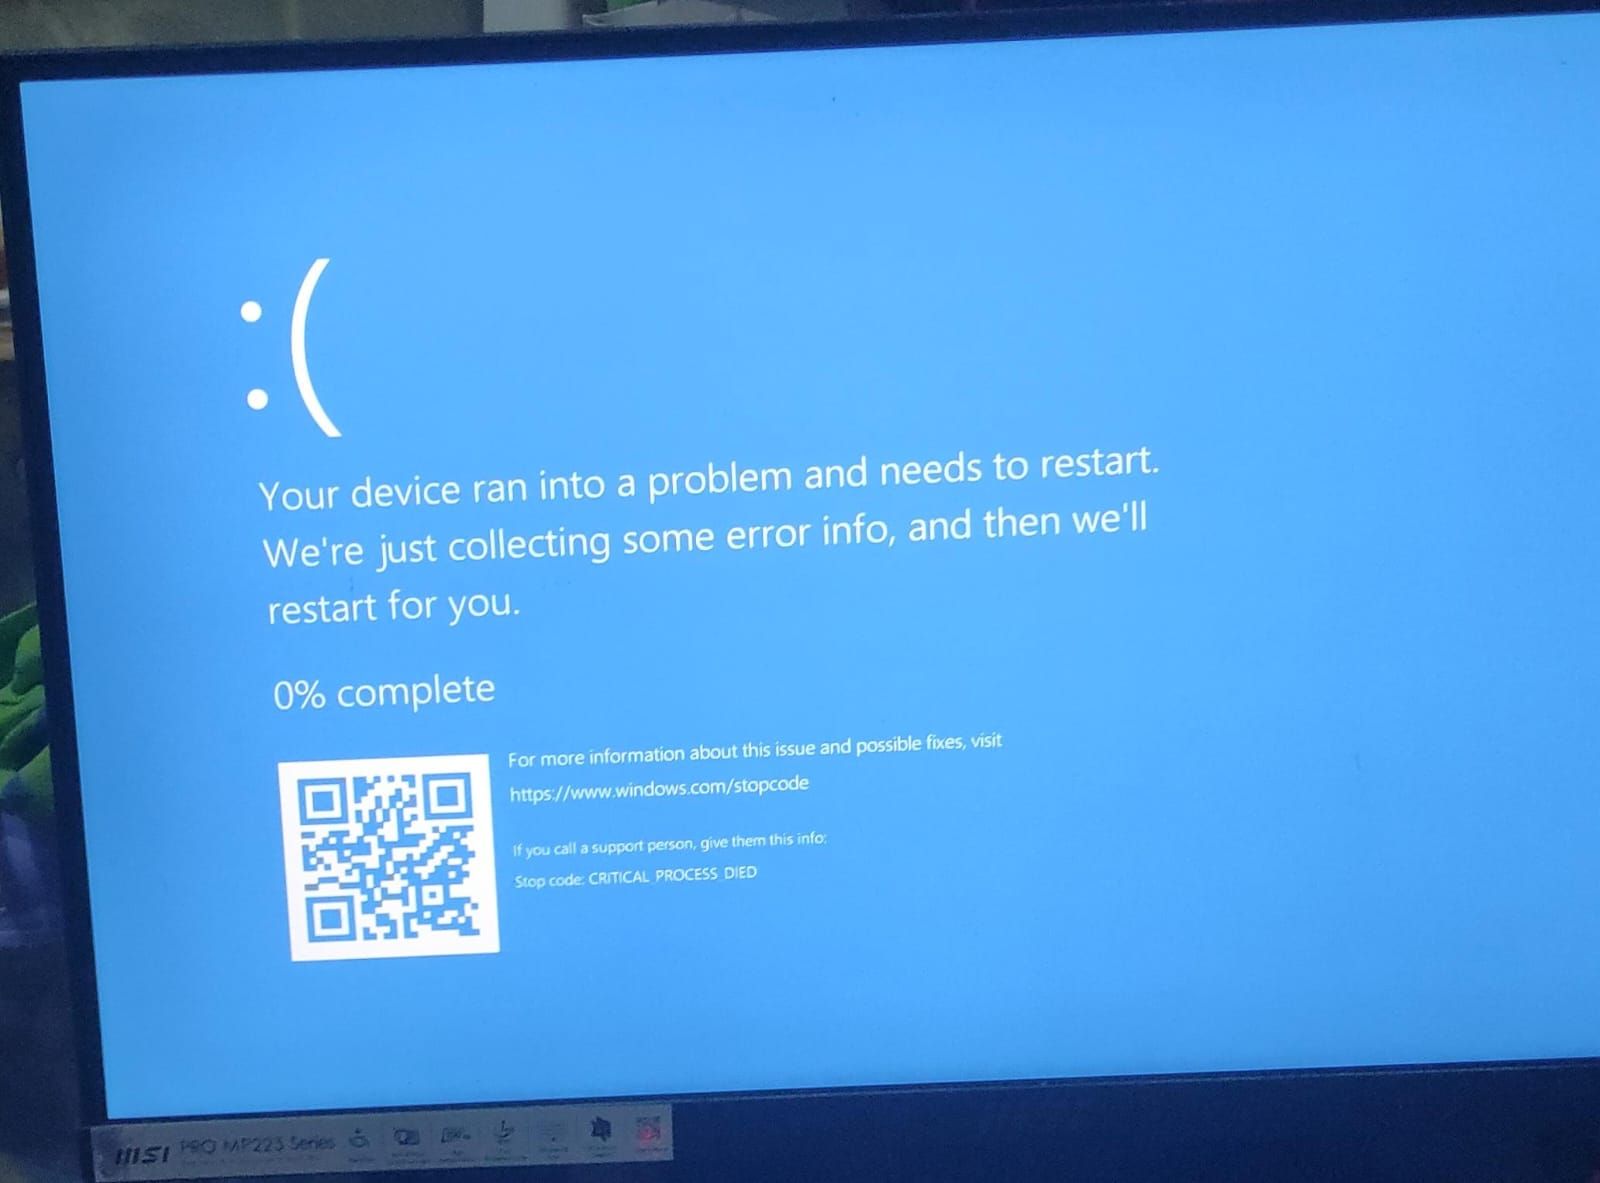 :(
Your device ran into a problem and needs to restart.
We're just collecting some error info, and then we'll
restart for you.
0% complete
For more information about this issue and possible fixes, visit
https://www.windows.com/stopcode
If you call a support person, give them this info:
Stop code: CRITICAL_PROCESS_DIED
msi PRO MP223 Series